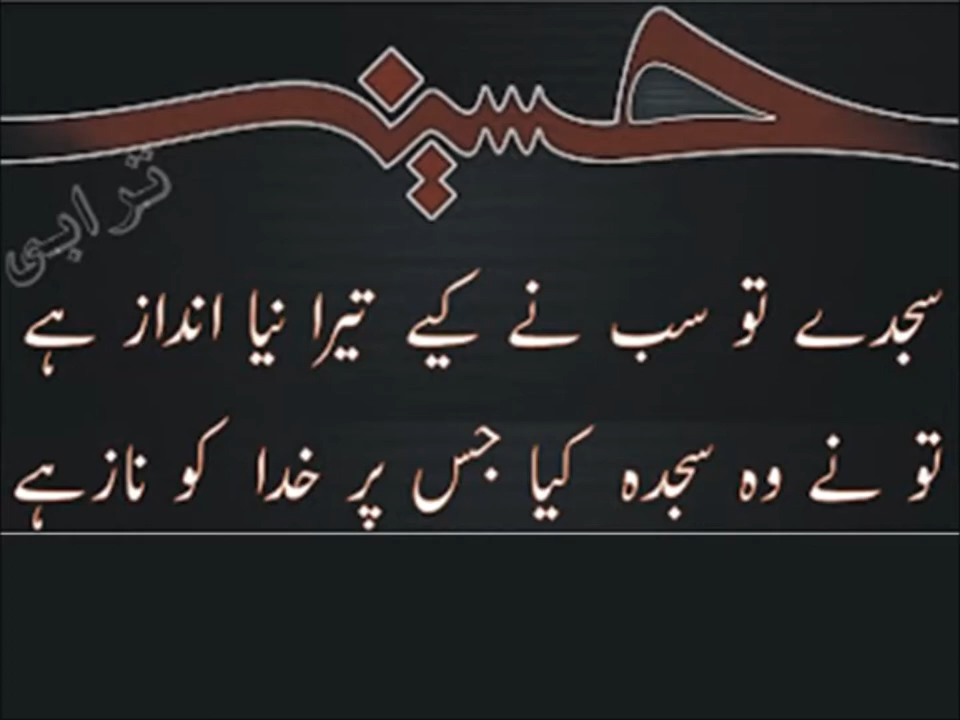 حسین
ترابی
سجدے تو سب نے کیے تیرا نیا انداز ہے
تو نے وہ سجدہ کیا جس پر خدا کو ناز ہے